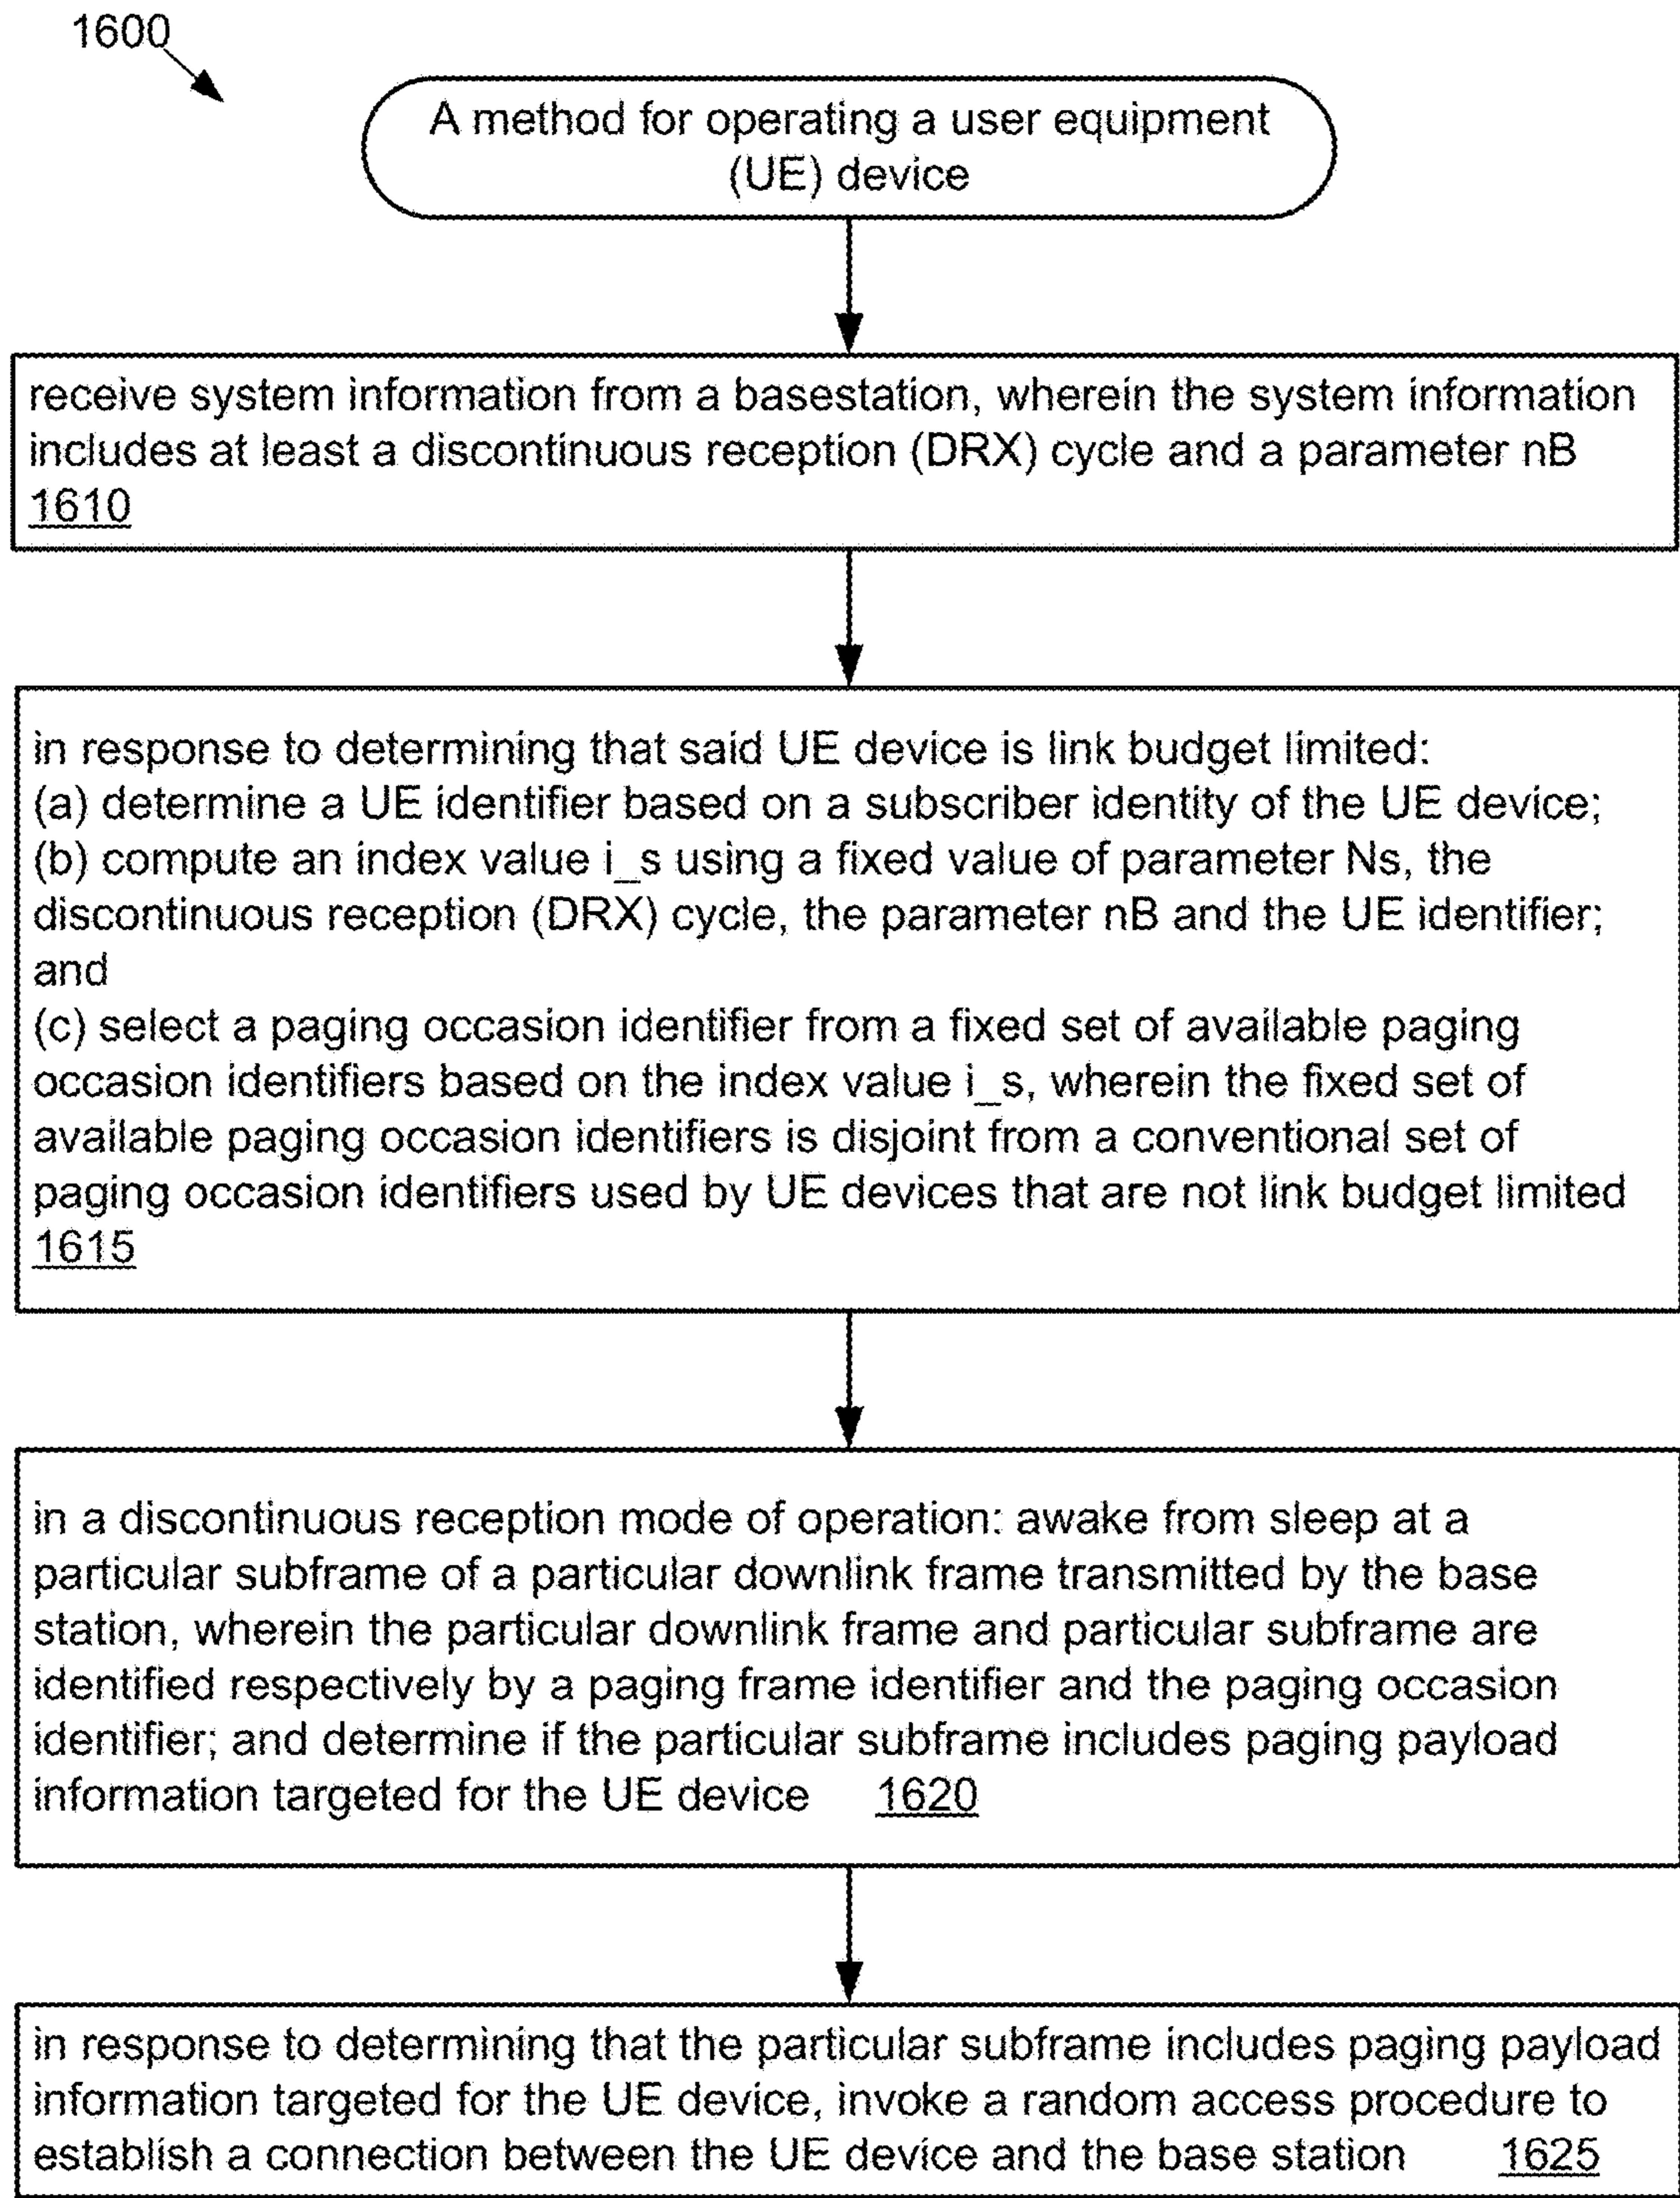 1600
A method for operating a user equipment
(UE) device
receive system information from a basestation, wherein the system information
includes at least a discontinuous reception (DRX) cycle and a parameter nB
1610
in response to determining that said UE device is link budget limited:
(a) determine a UE identifier based on a subscriber identity of the UE device;
(b) compute an index value i_s using a fixed value of parameter Ns, the
discontinuous reception (DRX) cycle, the parameter nB and the UE identifier;
and
(c) select a paging occasion identifier from a fixed set of available paging
occasion identifiers based on the index value i_s, wherein the fixed set of
available paging occasion identifiers is disjoint from a conventional set of
paging occasion identifiers used by UE devices that are not link budget limited
1615
in a discontinuous reception mode of operation: awake from sleep at a
particular subframe of a particular downlink frame transmitted by the base
station, wherein the particular downlink frame and particular subframe are
identified respectively by a paging frame identifier and the paging occasion
identifier; and determine if the particular subframe includes paging payload
information targeted for the UE device 1620
in response to determining that the particular subframe includes paging payload
information targeted for the UE device, invoke a random access procedure to
establish a connection between the UE device and the base station 1625